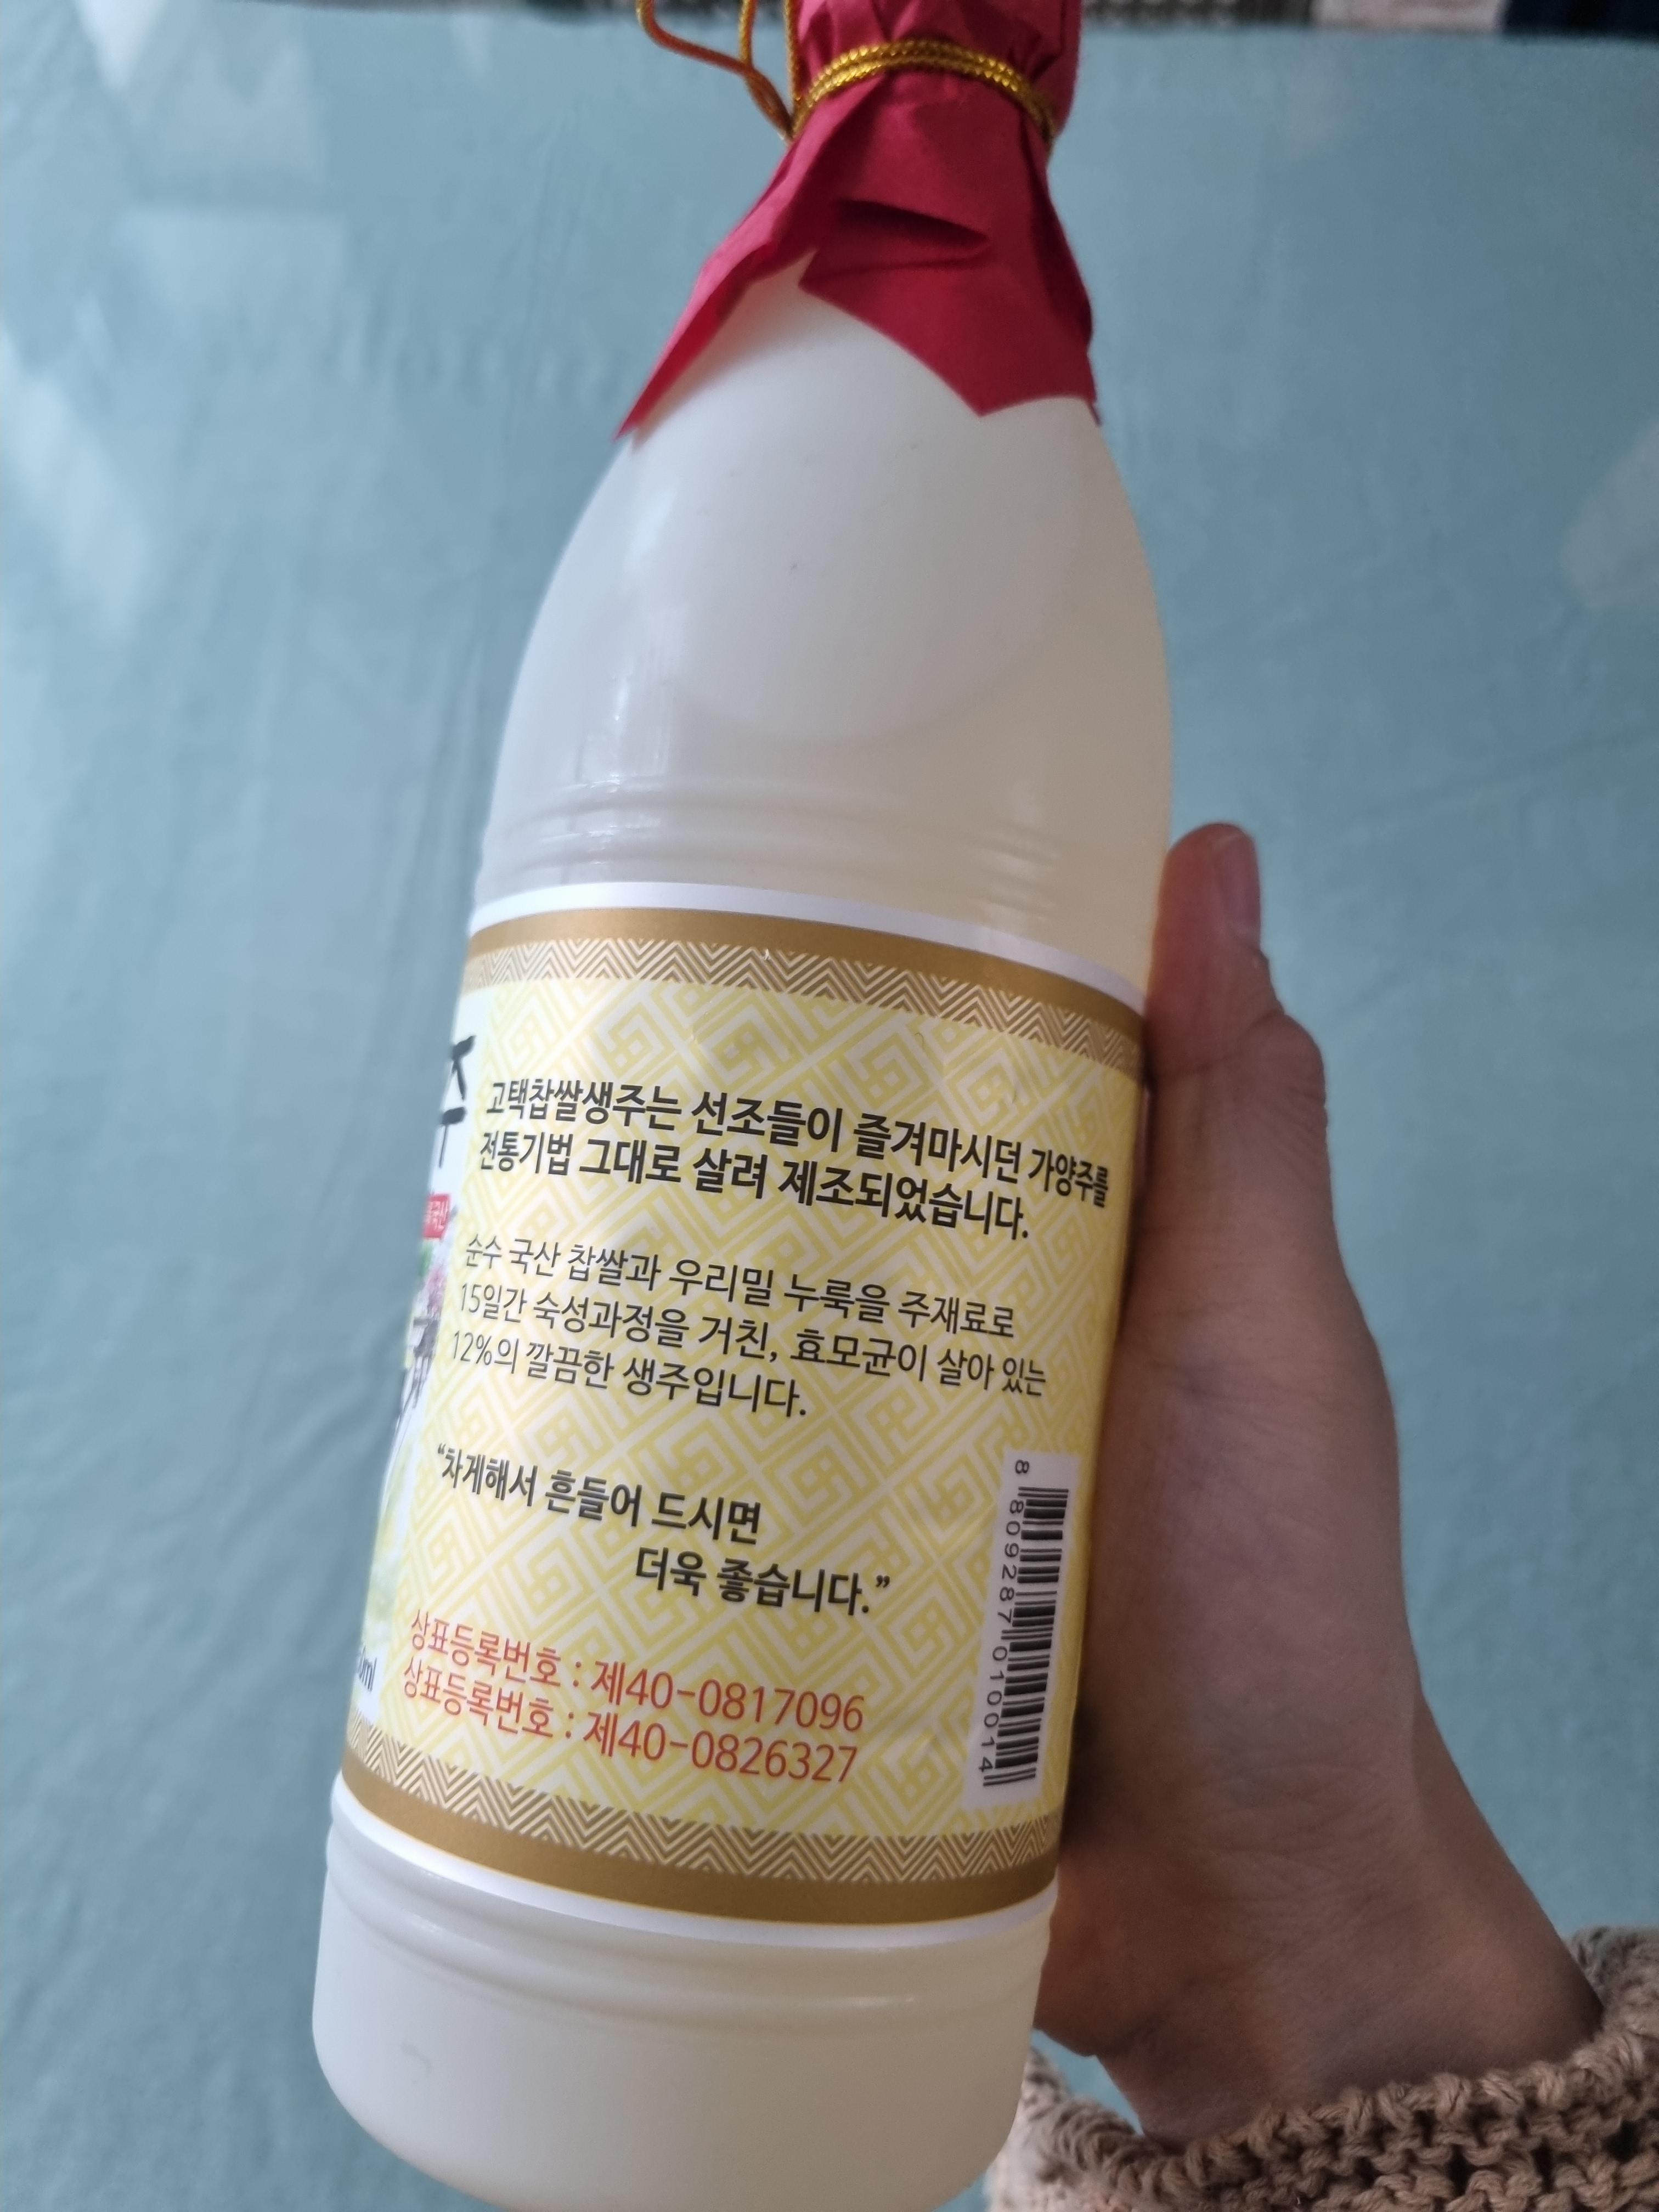 주
고택찹쌀생주는 선조들이 즐겨마시던 가양주를
전통기법 그대로 살려 제조되었습니다.
순수 국산 찹쌀과 우리밀 누룩을 주재료로
15일간 숙성과정을 거친, 효모균이 살아 있는
12%의 깔끔한 생주입니다.
“차게해서 흔들어 드시면
더욱 좋습니다.”
상표등록번호 : 제40-0817096
상표등록번호 : 제40-0826327
0ml
8 809287 010014